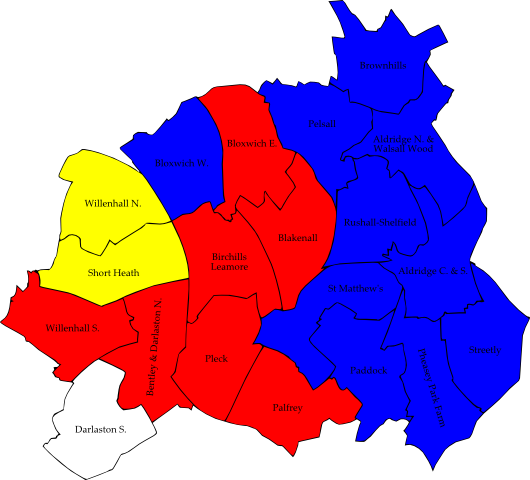 Brownhills
Pelsall
Aldridge N. &
Walsall Wood
Bloxwich E.
Bloxwich W.
Willenhall N.
Rushall-Shelfield
Blakenall
Birchills
Leamore
Short Heath
Aldridge C. & S.
St Matthew's
Willenhall S.
Bentley & Darlaston N.
Pleck
Paddock
Pheasey Park Farm
Streetly
Palfrey
Darlaston S.